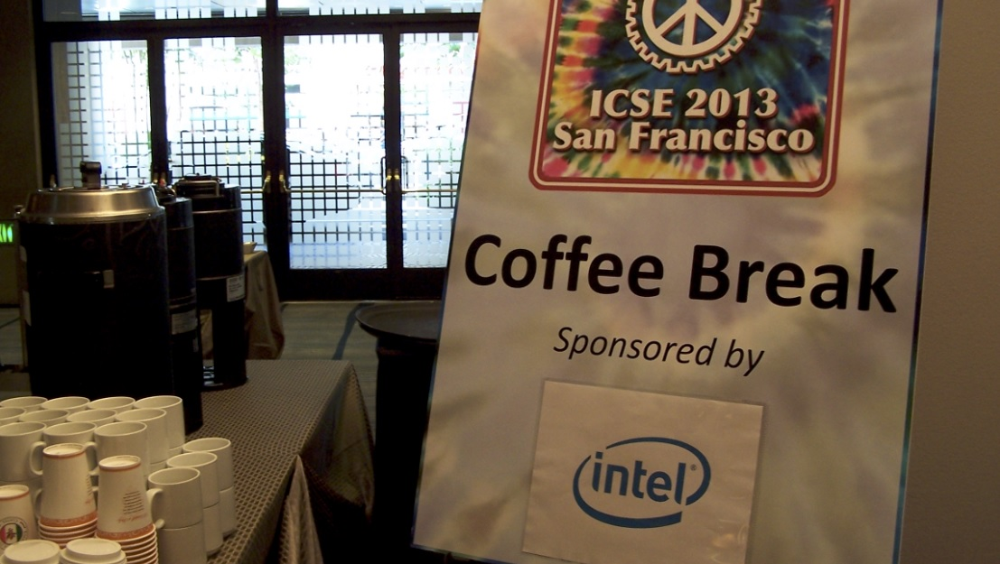 ICSE 2013
San Francisco
Coffee Break
Sponsored by
intel®